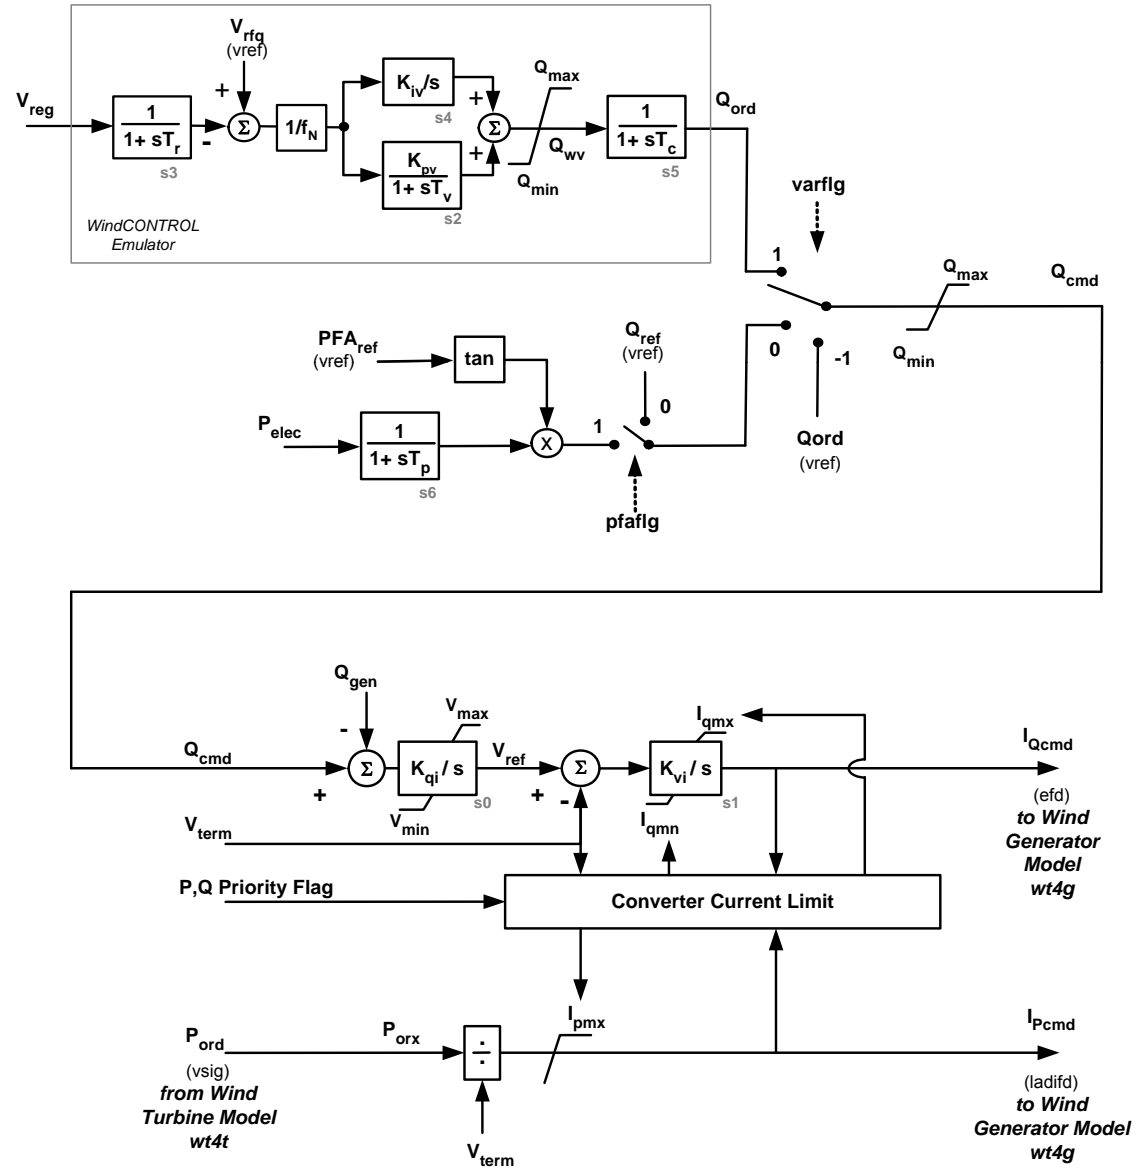 V_rfq
(vref)
V_reg
+
-
1
1+ sT_r
s3
Σ
1/f_N
K_iv/s
s4
K_pv
1+ sT_v
s2
+
+
Σ
Q_max
Q_min
Q_wv
1
1+ sT_c
s5
Q_ord
WindCONTROL
Emulator
varflg
1
0
-1
Qord
(vref)
Q_max
Q_min
Q_cmd
PFA_ref
(vref)
tan
Q_ref
(vref)
0
1
P_elec
1
1+ sT_p
s6
X
pfaflg
Q_gen
-
Q_cmd
+
Σ
V_max
K_qi / s
s0
V_min
V_ref
+
-
Σ
I_qmx
K_vi / s
s1
I_qmn
I_Qcmd
(efd)
to Wind
Generator
Model
wt4g
V_term
P,Q Priority Flag
Converter Current Limit
I_pmx
P_ord
(vsig)
from Wind
Turbine Model
wt4t
P_orx
÷
V_term
I_Pcmd
(ladifd)
to Wind
Generator Model
wt4g